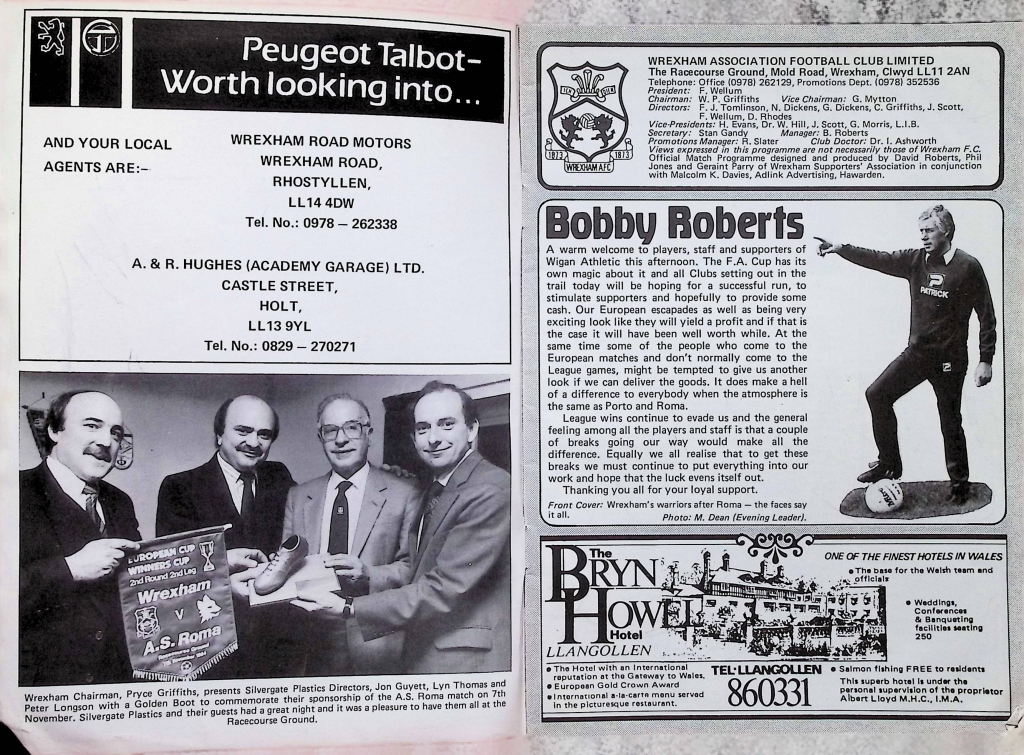 Peugeot Talbot–
Worth looking into...
AND YOUR LOCAL
AGENTS ARE:–
WREXHAM ROAD MOTORS
WREXHAM ROAD,
RHOSTYLLEN,
LL14 4DW
Tel. No.: 0978 – 262338
A. & R. HUGHES (ACADEMY GARAGE) LTD.
CASTLE STREET,
HOLT,
LL13 9YL
Tel. No.: 0829 – 270271
EUROPEAN CUP
WINNERS CUP
2nd Round 2nd Leg
Wrexham
V
A.S. Roma
Racecourse Ground
7th November 1984
Wrexham Chairman, Pryce Griffiths, presents Silvergate Plastics Directors, Jon Guyett, Lyn Thomas and
Peter Longson with a Golden Boot to commemorate their sponsorship of the A.S. Roma match on 7th
November. Silvergate Plastics and their guests had a great night and it was a pleasure to have them all at the
Racecourse Ground.
1873 1873
WREXHAM AFC
WREXHAM ASSOCIATION FOOTBALL CLUB LIMITED
The Racecourse Ground, Mold Road, Wrexham, Clwyd LL11 2AN
Telephone: Office (0978) 262129, Promotions Dept. (0978) 352536
President: F. Wellum
Chairman: W. P. Griffiths Vice Chairman: G. Mytton
Directors: F. J. Tomlinson, N. Dickens, G. Dickens, C. Griffiths, J. Scott,
F. Wellum, D. Rhodes
Vice-Presidents: H. Evans, Dr. W. Hill, J. Scott, G. Morris, L.I.B.
Secretary: Stan Gandy Manager: B. Roberts
Promotions Manager: R. Slater Club Doctor: Dr. I. Ashworth
Views expressed in this programme are not necessarily those of Wrexham F.C.
Official Match Programme designed and produced by David Roberts, Phil
Jones and Geraint Parry of Wrexham Supporters' Association in conjunction
with Malcolm K. Davies, Adlink Advertising, Hawarden.
Bobby Roberts
A warm welcome to players, staff and supporters of
Wigan Athletic this afternoon. The F.A. Cup has its
own magic about it and all Clubs setting out in the
trail today will be hoping for a successful run, to
stimulate supporters and hopefully to provide some
cash. Our European escapades as well as being very
exciting look like they will yield a profit and if that is
the case it will have been well worth while. At the
same time some of the people who come to the
European matches and don't normally come to the
League games, might be tempted to give us another
look if we can deliver the goods. It does make a hell
of a difference to everybody when the atmosphere is
the same as Porto and Roma.
League wins continue to evade us and the general
feeling among all the players and staff is that a couple
of breaks going our way would make all the
difference. Equally we all realise that to get these
breaks we must continue to put everything into our
work and hope that the luck evens itself out.
Thanking you all for your loyal support.
Front Cover: Wrexham's warriors after Roma – the faces say
it all.
Photo: M. Dean (Evening Leader).
PATRICK
Mitre
The
BRYN
HOWEL
Hotel
LLANGOLLEN
ONE OF THE FINEST HOTELS IN WALES
• The base for the Welsh team and
officials
• Weddings,
Conferences
& Banqueting
facilities seating
250
• The Hotel with an International
reputation at the Gateway to Wales.
• European Gold Crown Award
• International a-la-carte menu served
in the picturesque restaurant.
TEL·LLANGOLLEN
860331
• Salmon fishing FREE to residents
This superb hotel is under the
personal supervision of the proprietor
Albert Lloyd M.H.C., I.M.A.